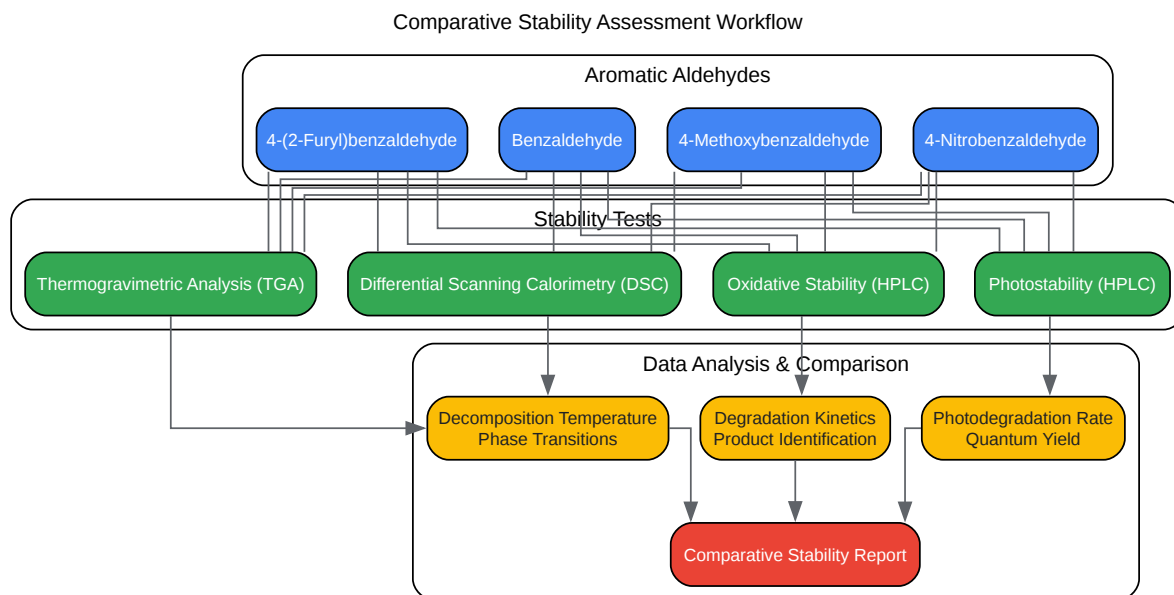 Comparative Stability Assessment Workflow
Aromatic Aldehydes
4-(2-Furyl)benzaldehyde
Benzaldehyde
4-Methoxybenzaldehyde
4-Nitrobenzaldehyde
Stability Tests
Thermogravimetric Analysis (TGA)
Differential Scanning Calorimetry (DSC)
Oxidative Stability (HPLC)
Photostability (HPLC)
Data Analysis & Comparison
Decomposition Temperature
Phase Transitions
Degradation Kinetics
Product Identification
Photodegradation Rate
Quantum Yield
Comparative Stability Report